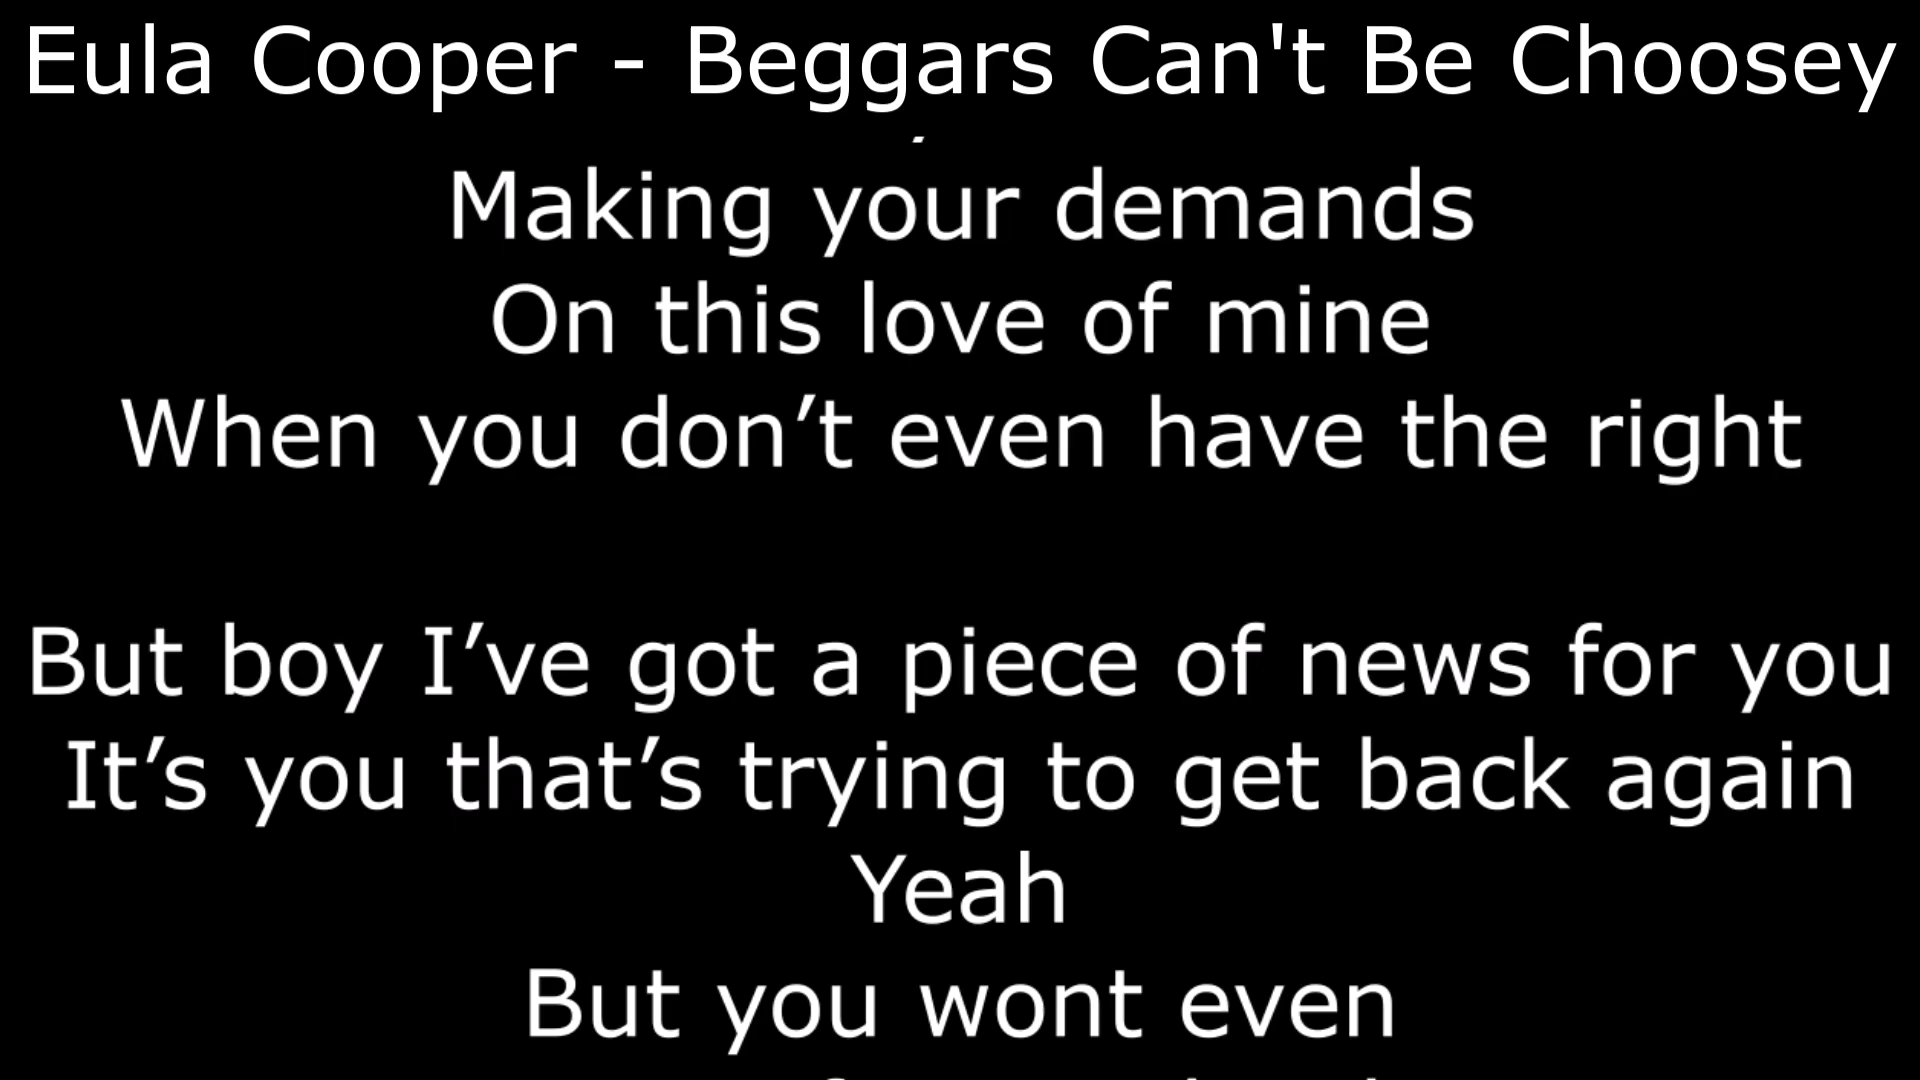 Eula Cooper - Beggars Can't Be Choosey
Making your demands
On this love of mine
When you don’t even have the right
But boy I’ve got a piece of news for you
It’s you that’s trying to get back again
Yeah
But you wont even